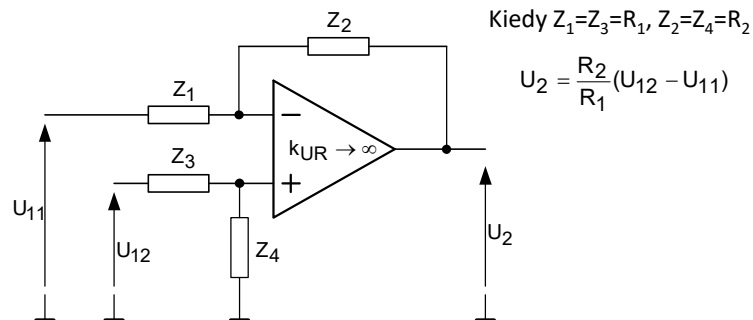 Kiedy Z₁=Z₃=R₁, Z₂=Z₄=R₂
U₂ = R₂/R₁ (U₁₂ − U₁₁)
Z₂
Z₁
−
k_UR → ∞
Z₃
+
U₁₁
U₁₂
Z₄
U₂